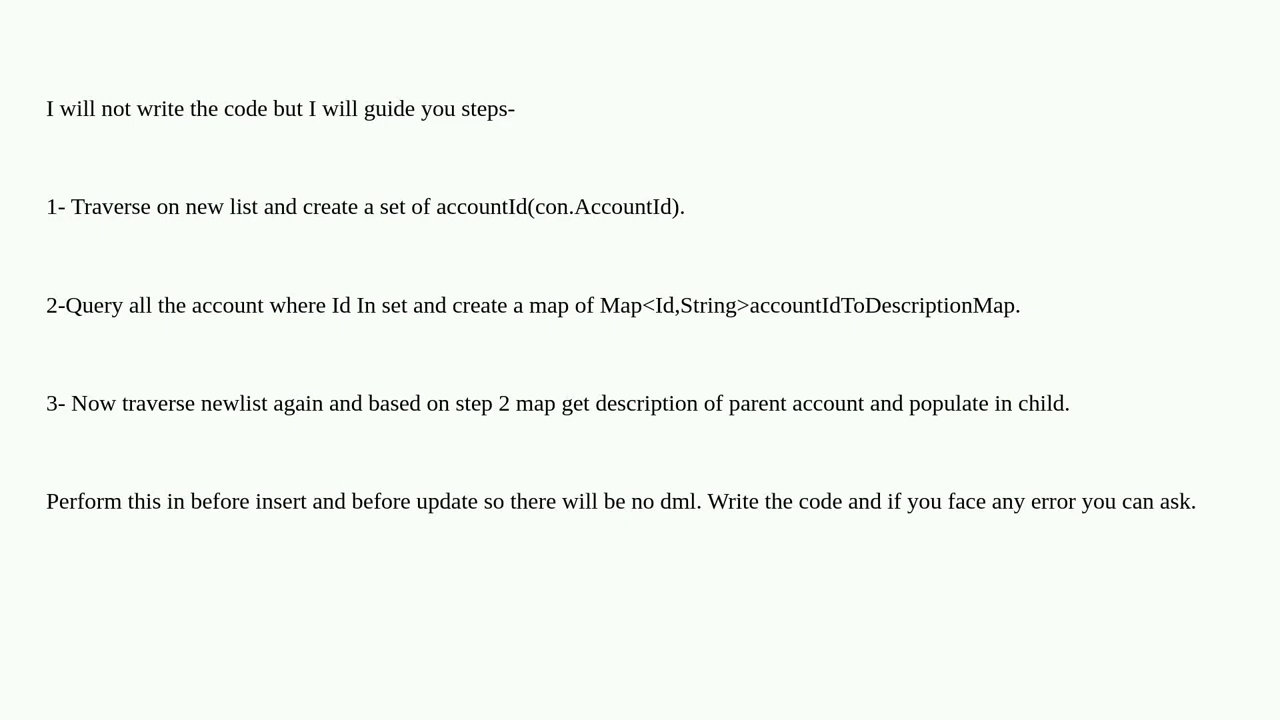 I will not write the code but I will guide you steps-
1- Traverse on new list and create a set of accountId(con.AccountId).
2-Query all the account where Id In set and create a map of Map<Id,String>accountIdToDescriptionMap.
3- Now traverse newlist again and based on step 2 map get description of parent account and populate in child.
Perform this in before insert and before update so there will be no dml. Write the code and if you face any error you can ask.